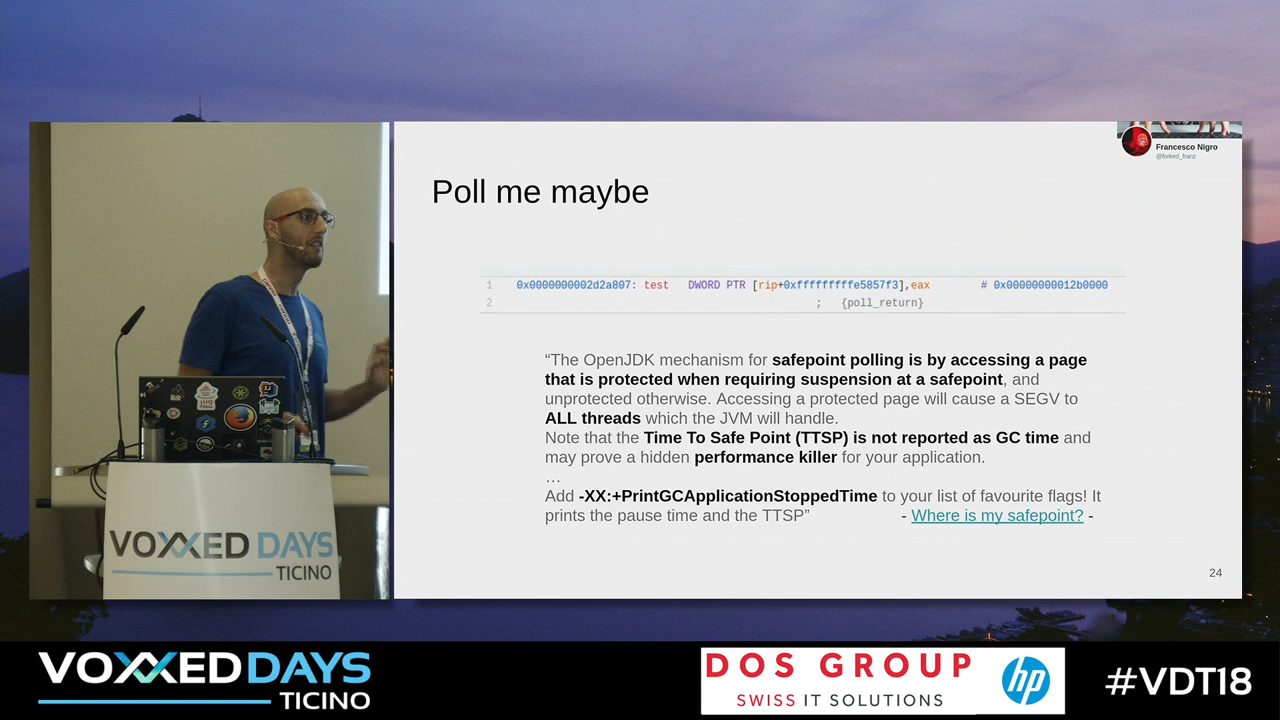 Francesco Nigro
@forked_franz
Poll me maybe
1 0x0000000002d2a807: test DWORD PTR [rip+0xfffffffffe5857f3],eax # 0x00000000012b0000
2 ; {poll_return}
“The OpenJDK mechanism for safepoint polling is by accessing a page
that is protected when requiring suspension at a safepoint, and
unprotected otherwise. Accessing a protected page will cause a SEGV to
ALL threads which the JVM will handle.
Note that the Time To Safe Point (TTSP) is not reported as GC time and
may prove a hidden performance killer for your application.
…
Add -XX:+PrintGCApplicationStoppedTime to your list of favourite flags! It
prints the pause time and the TTSP” - Where is my safepoint? -
24
VOXXED DAYS
TICINO
VOXXED DAYS
TICINO
DOS GROUP
SWISS IT SOLUTIONS
hp
#VDT18